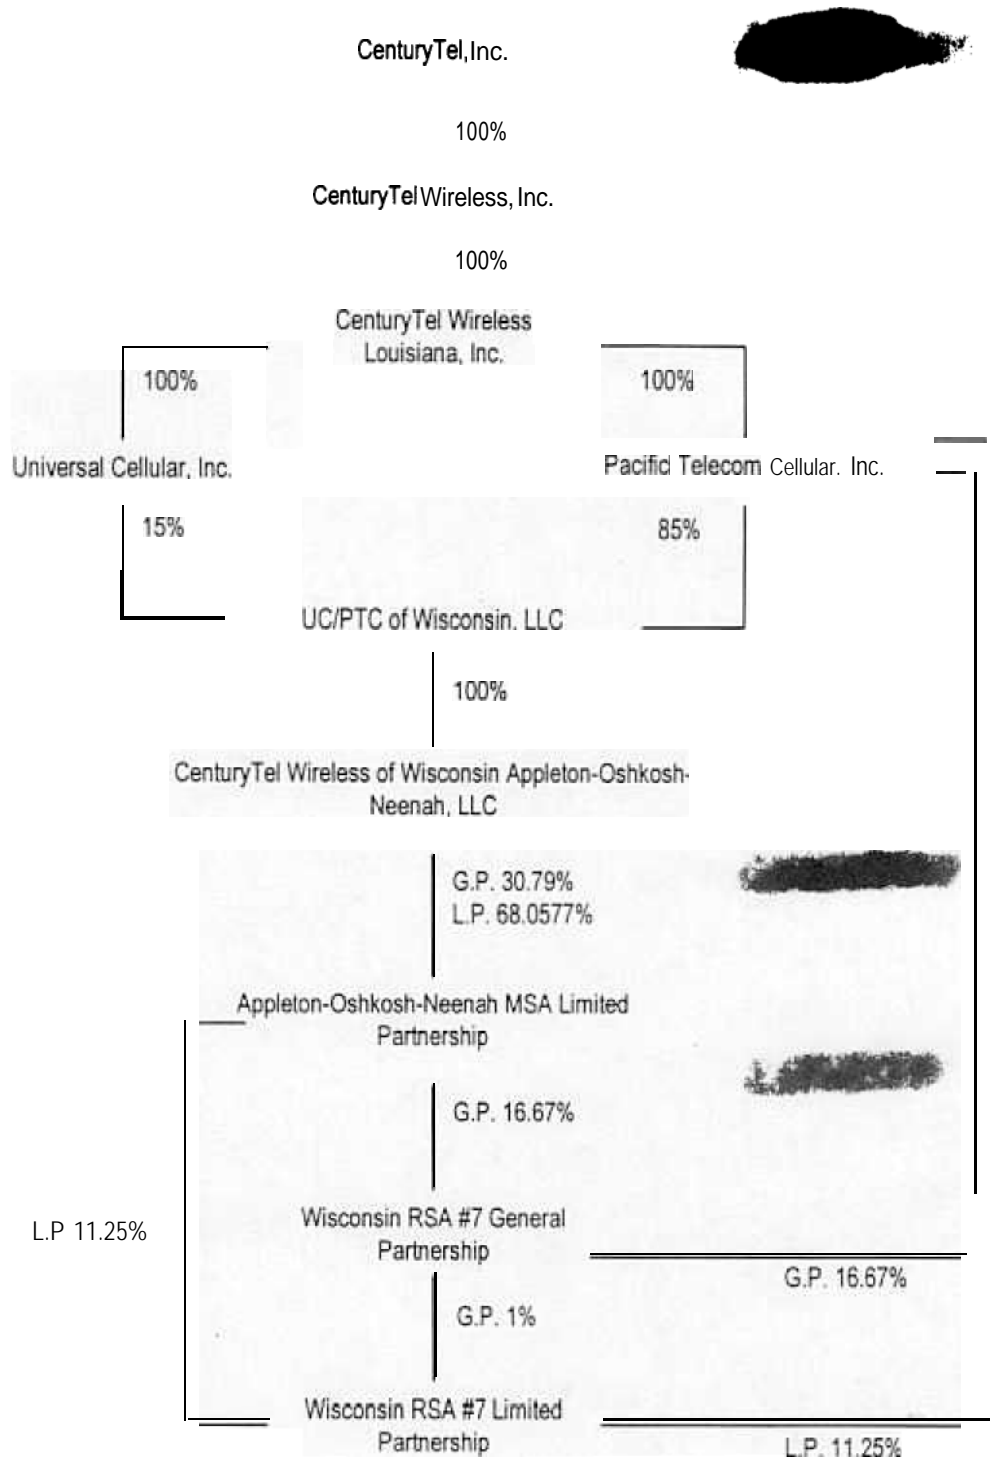 CenturyTel, Inc.
100%
CenturyTel Wireless, Inc.
100%
CenturyTel Wireless
Louisiana, Inc.
100%
100%
Universal Cellular, Inc.
Pacific Telecom Cellular. Inc.
15%
85%
UC/PTC of Wisconsin. LLC
100%
CenturyTel Wireless of Wisconsin Appleton-Oshkosh-
Neenah, LLC
G.P. 30.79%
L.P. 68.0577%
Appleton-Oshkosh-Neenah MSA Limited
Partnership
G.P. 16.67%
L.P 11.25%
Wisconsin RSA #7 General
Partnership
G.P. 16.67%
G.P. 1%
Wisconsin RSA #7 Limited
Partnership
L.P. 11.25%